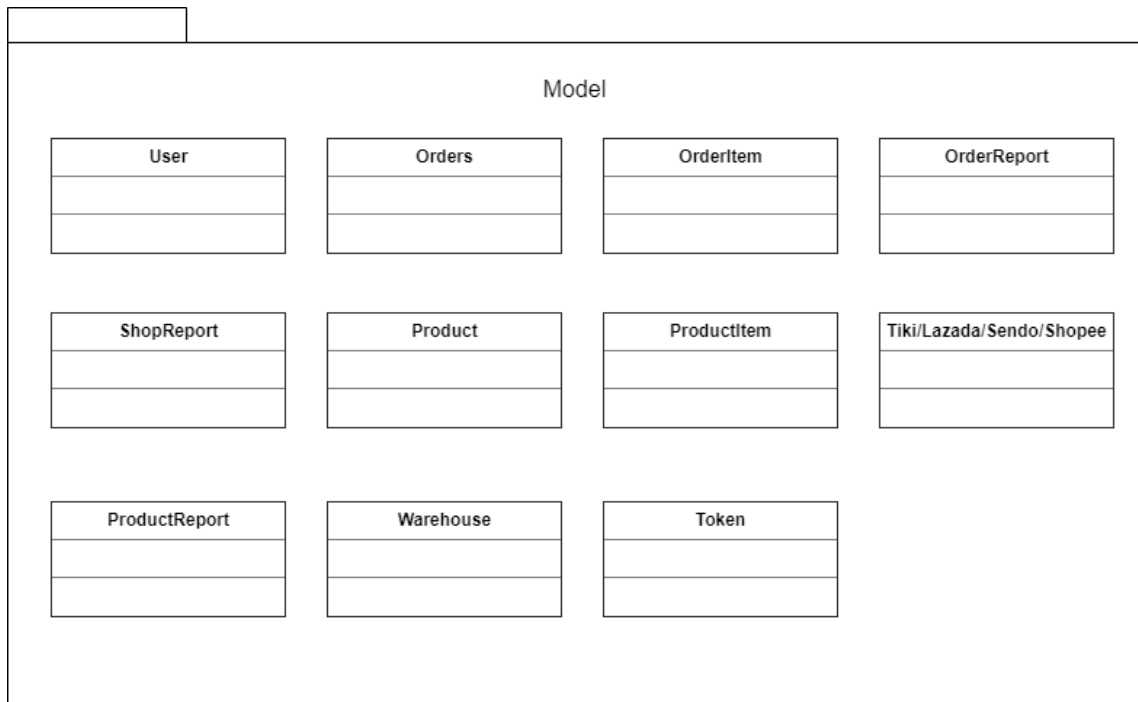 Model
User
Orders
OrderItem
OrderReport
ShopReport
Product
ProductItem
Tiki/Lazada/Sendo/Shopee
ProductReport
Warehouse
Token